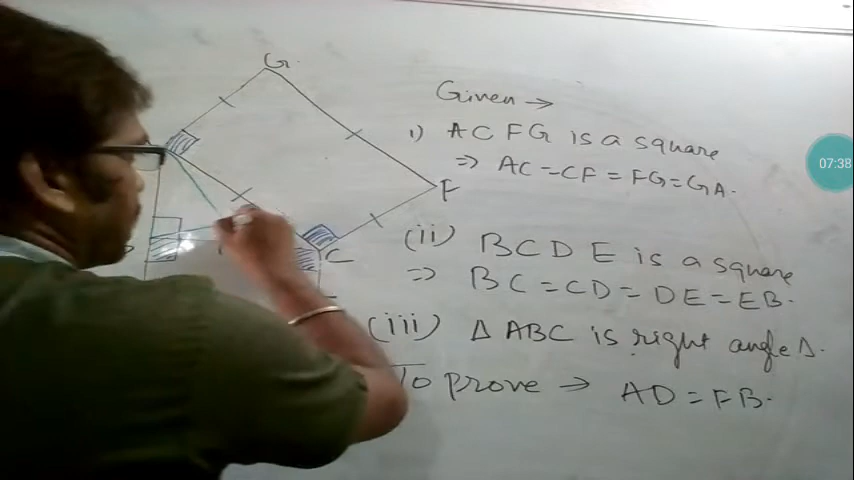 G
Given →
1) ACFG is a square
⇒ AC = CF = FG = GA.
F
(ii) BCDE is a square
⇒ BC = CD = DE = EB.
C
(iii) Δ ABC is right angle Δ.
To prove → AD = FB.
07:38